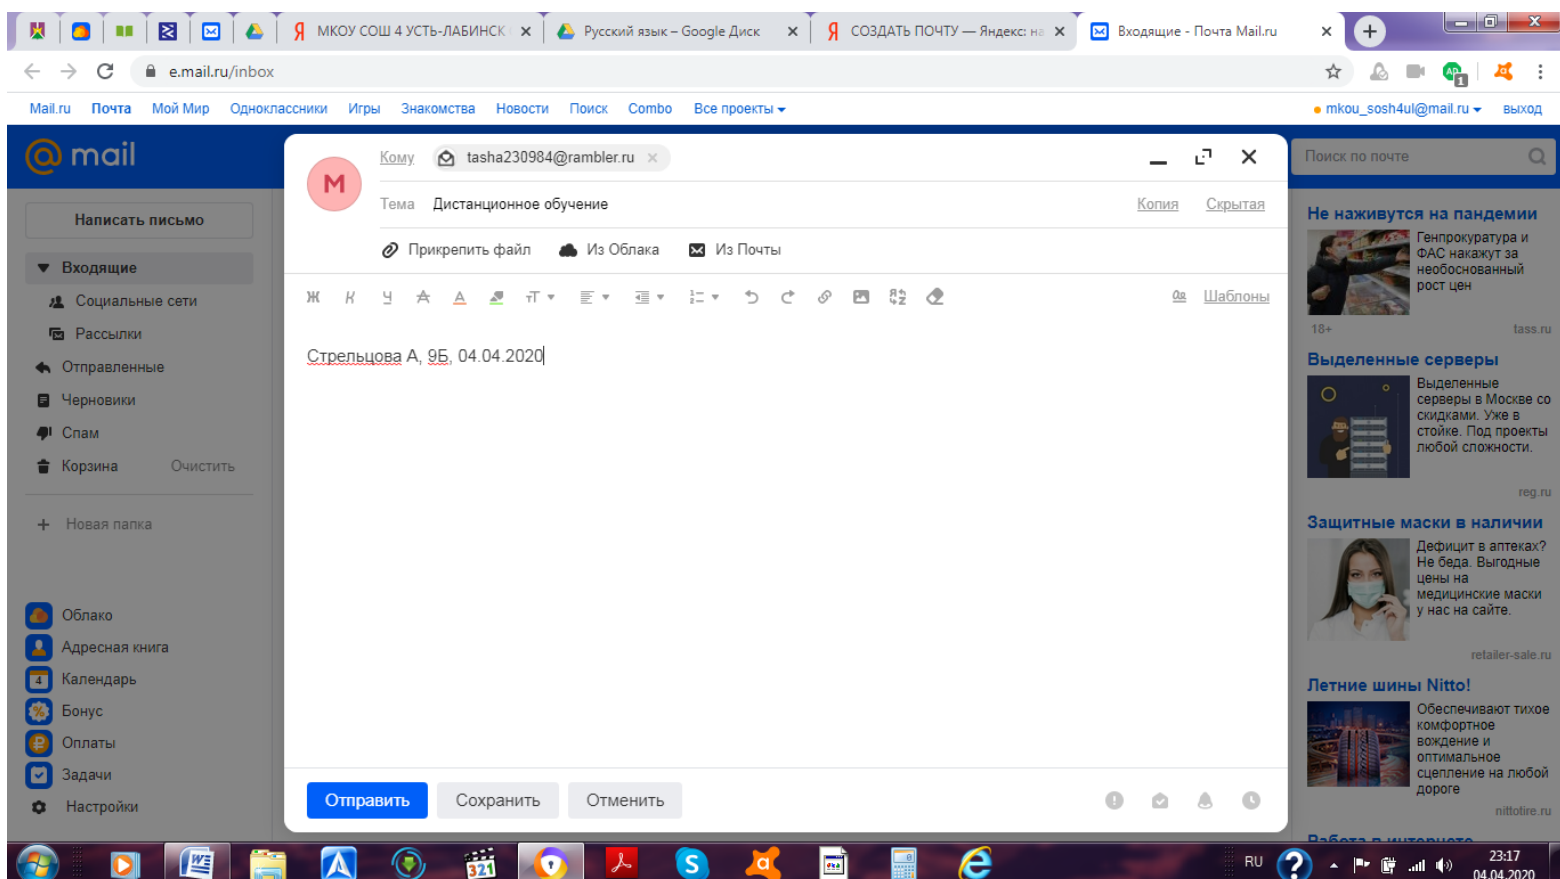 МКОУ СОШ 4 УСТЬ-ЛАБИНСК
Русский язык – Google Диск
СОЗДАТЬ ПОЧТУ — Яндекс: на
Входящие - Почта Mail.ru
e.mail.ru/inbox
Mail.ru Почта Мой Мир Одноклассники Игры Знакомства Новости Поиск Combo Все проекты
mkou_sosh4ul@mail.ru выход
@mail
Поиск по почте
Написать письмо
Входящие
Социальные сети
Рассылки
Отправленные
Черновики
Спам
Корзина Очистить
Новая папка
Облако
Адресная книга
4 Календарь
Бонус
Оплаты
Задачи
Настройки
М
Кому tasha230984@rambler.ru
Тема Дистанционное обучение
Копия Скрытая
Прикрепить файл Из Облака Из Почты
Ж К Ч А А тТ
Шаблоны
Стрельцова А, 9Б, 04.04.2020
Отправить Сохранить Отменить
Не наживутся на пандемии
Генпрокуратура и
ФАС накажут за
необоснованный
рост цен
18+ tass.ru
Выделенные серверы
Выделенные
серверы в Москве со
скидками. Уже в
стойке. Под проекты
любой сложности.
reg.ru
Защитные маски в наличии
Дефицит в аптеках?
Не беда. Выгодные
цены на
медицинские маски
у нас на сайте.
retailer-sale.ru
Летние шины Nitto!
Обеспечивают тихое
комфортное
вождение и
оптимальное
сцепление на любой
дороге
nittotire.ru
Работа в интернете
321
RU
23:17
04.04.2020